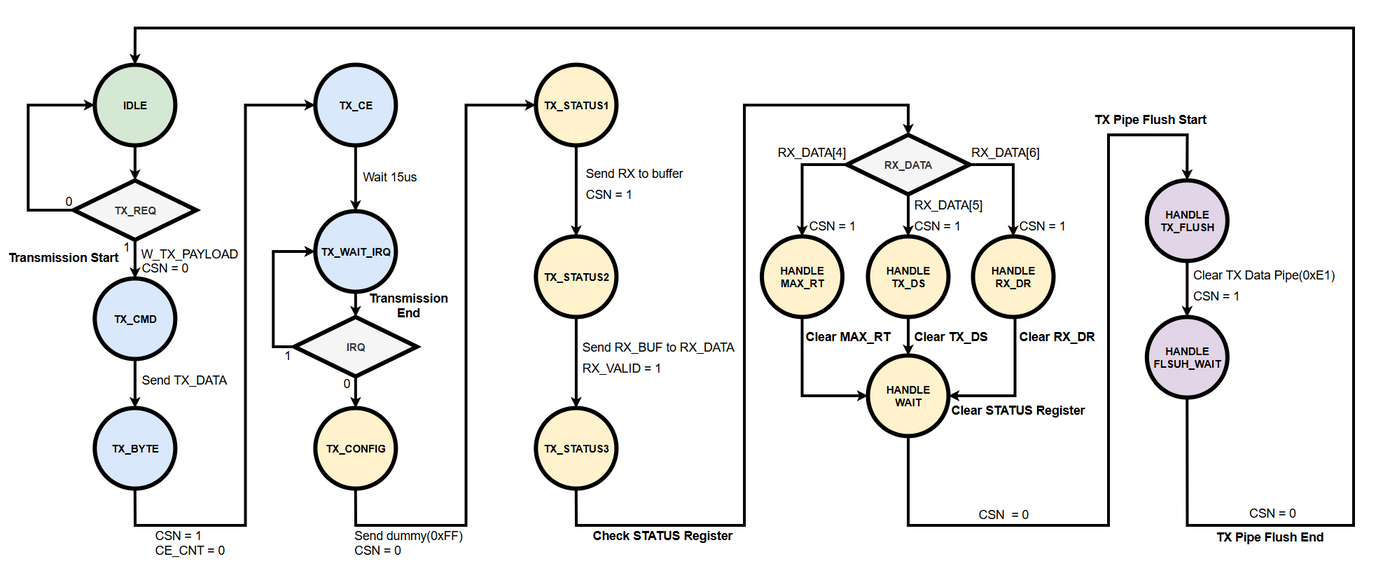 IDLE
0
TX_REQ
1
Transmission Start
W_TX_PAYLOAD
CSN = 0
TX_CMD
Send TX_DATA
TX_BYTE
CSN = 1
CE_CNT = 0
TX_CE
Wait 15us
TX_WAIT_IRQ
Transmission
End
IRQ
1
0
TX_CONFIG
Send dummy(0xFF)
CSN = 0
TX_STATUS1
Send RX to buffer
CSN = 1
TX_STATUS2
Send RX_BUF to RX_DATA
RX_VALID = 1
TX_STATUS3
Check STATUS Register
RX_DATA
RX_DATA[4]
RX_DATA[6]
RX_DATA[5]
CSN = 1
CSN = 1
CSN = 1
HANDLE
MAX_RT
HANDLE
TX_DS
HANDLE
RX_DR
Clear MAX_RT
Clear TX_DS
Clear RX_DR
HANDLE
WAIT
Clear STATUS Register
CSN = 0
TX Pipe Flush Start
HANDLE
TX_FLUSH
Clear TX Data Pipe(0xE1)
CSN = 1
HANDLE
FLSUH_WAIT
CSN = 0
TX Pipe Flush End